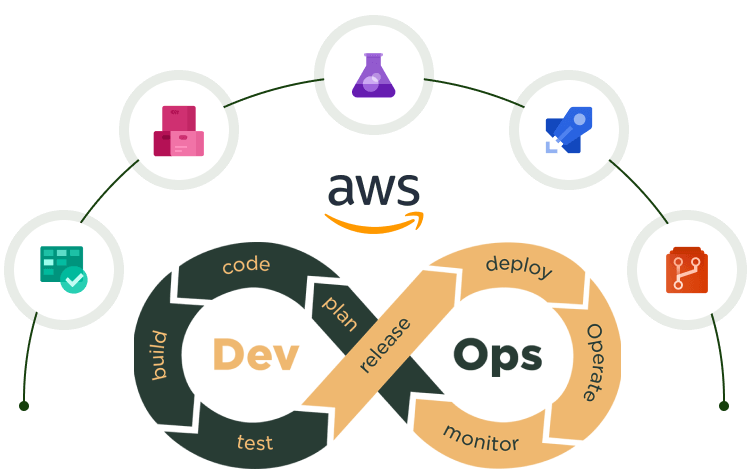 aws
code
deploy
plan
build
Dev
release
Ops
Operate
test
monitor